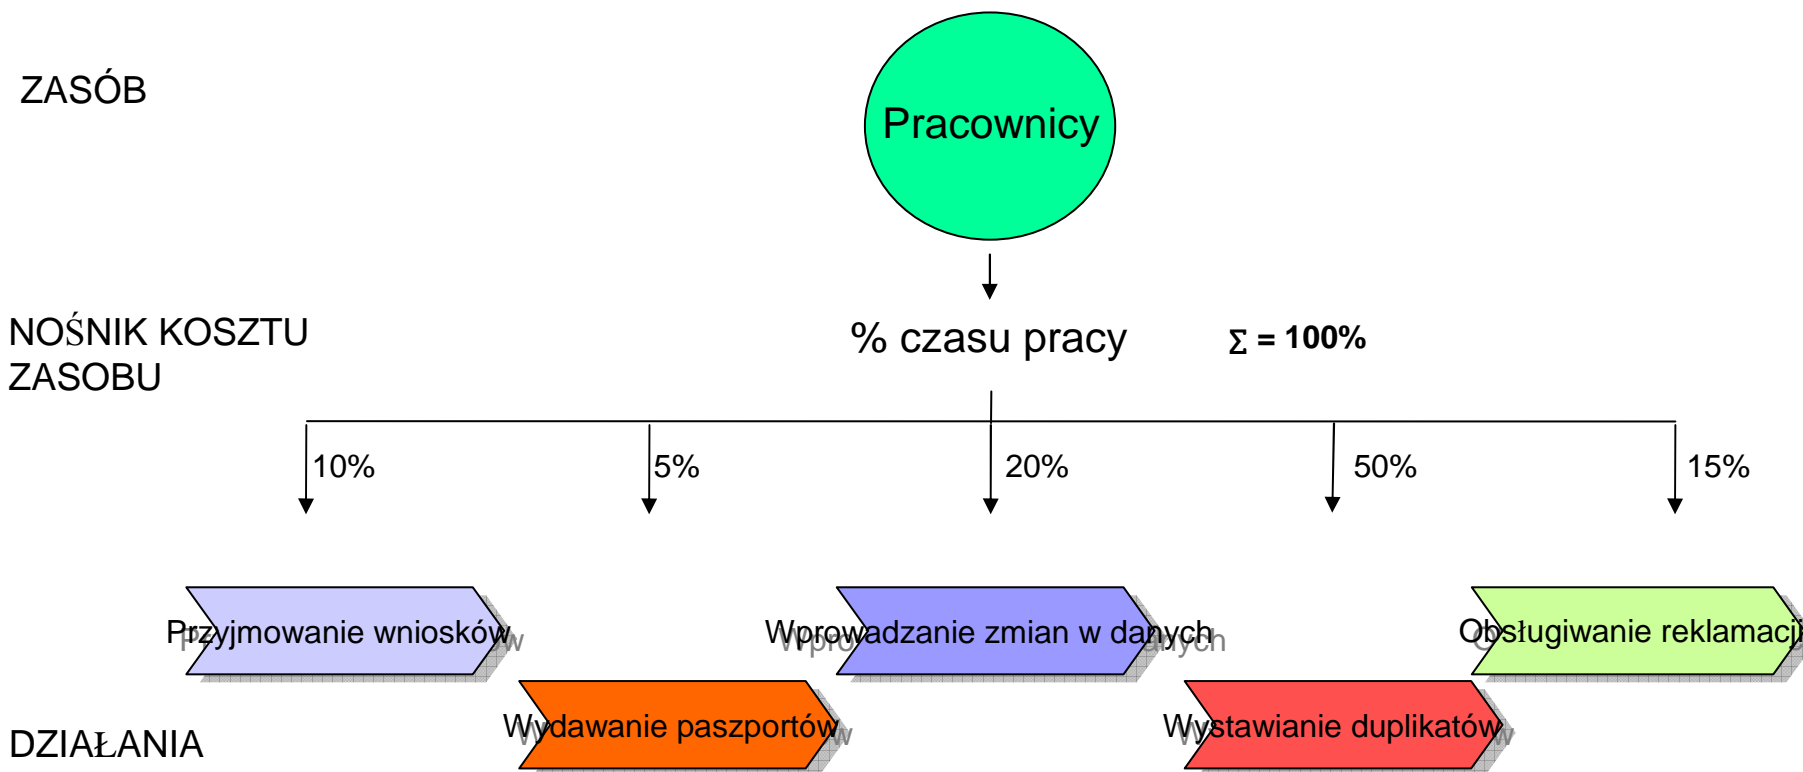 ZASÓB
Pracownicy
NOŚNIK KOSZTU
ZASOBU
% czasu pracy
Σ = 100%
10%
5%
20%
50%
15%
Przyjmowanie wniosków
Wprowadzanie zmian w danych
Obsługiwanie reklamacji
Wydawanie paszportów
Wystawianie duplikatów
DZIAŁANIA